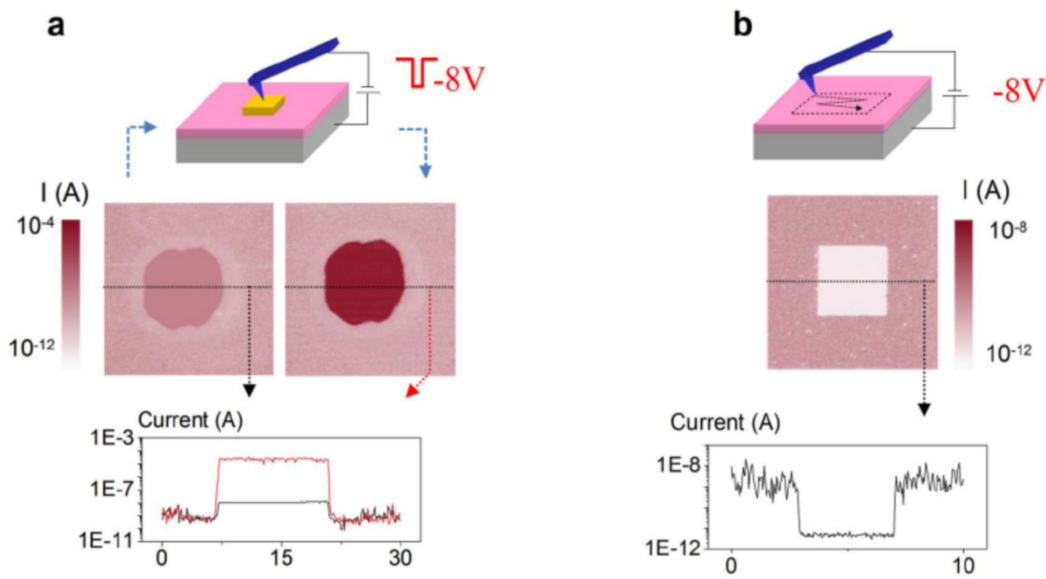 a
-8V
I (A)
10-4
10-12
Current (A)
1E-3
1E-7
1E-11
0 15 30
b
-8V
I (A)
10-8
10-12
Current (A)
1E-8
1E-12
0 10